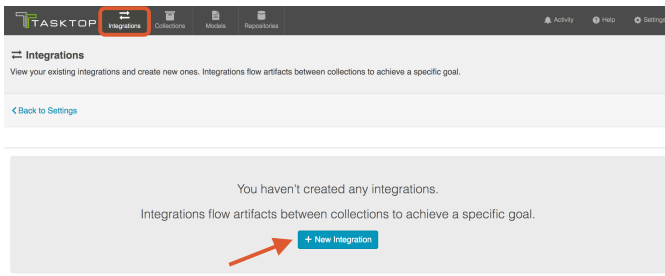 TASKTOP
Integrations
Collections
Models
Repositories
Activity
Help
Settings
Integrations
View your existing integrations and create new ones. Integrations flow artifacts between collections to achieve a specific goal.
Back to Settings
You haven't created any integrations.
Integrations flow artifacts between collections to achieve a specific goal.
+ New Integration